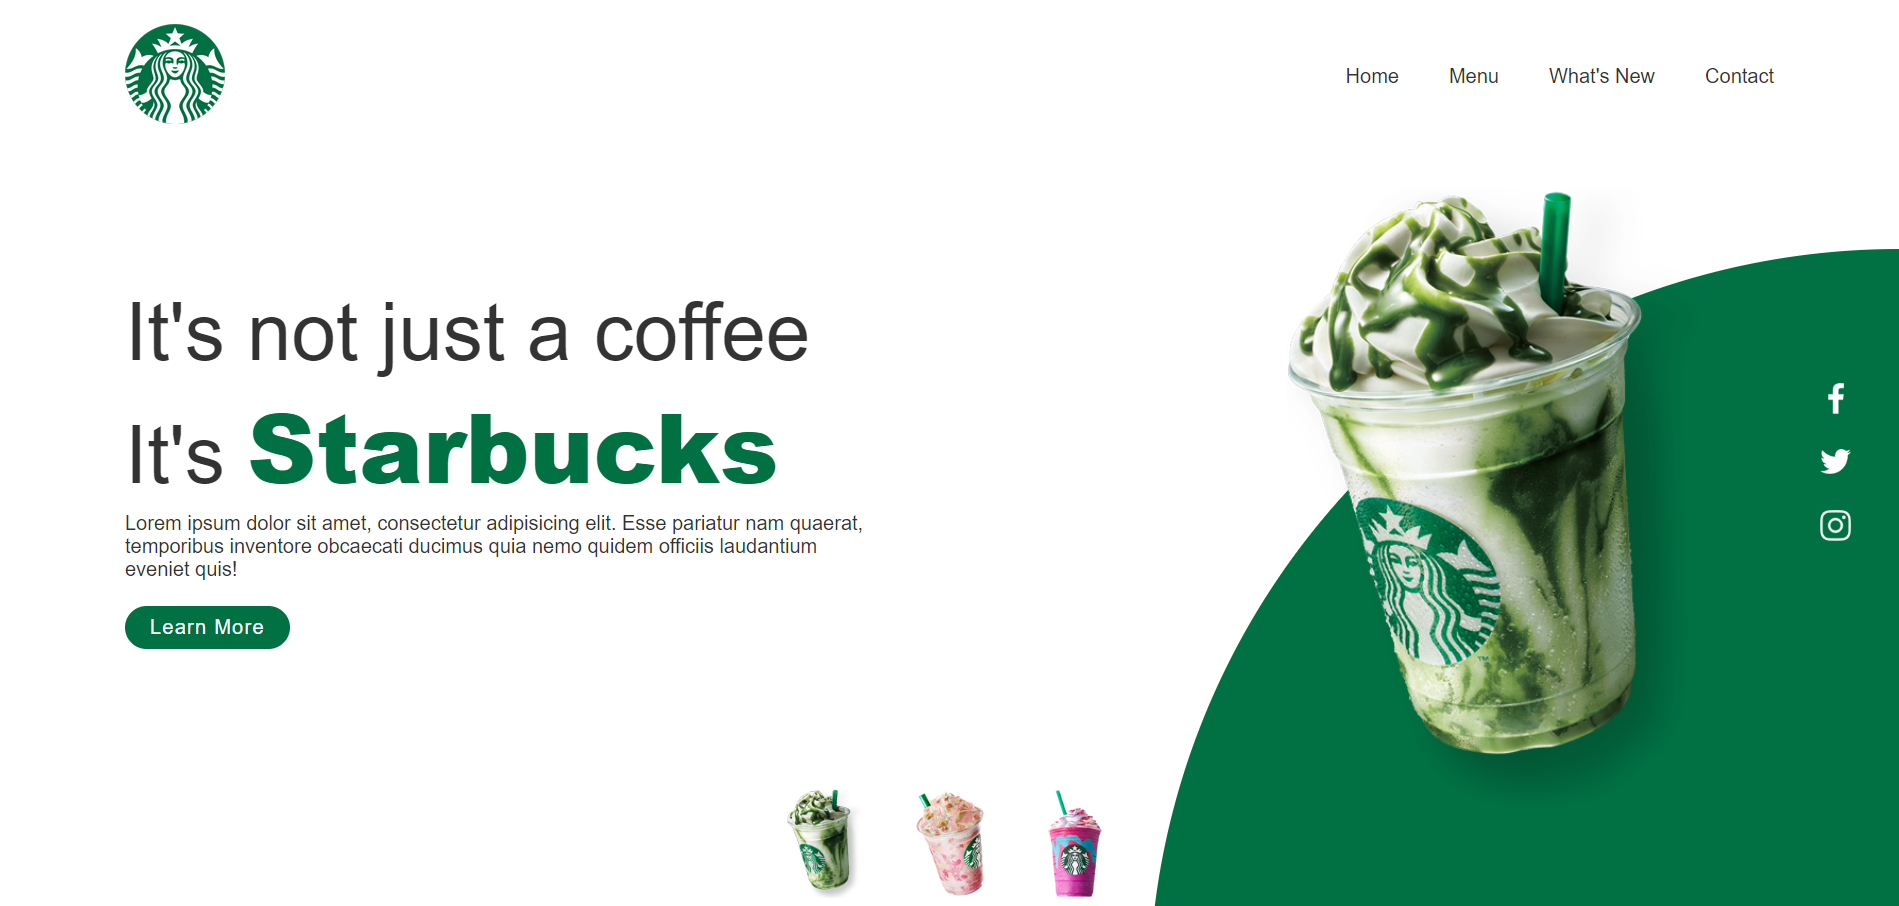 Home
Menu
What's New
Contact
It's not just a coffee
It's Starbucks
Lorem ipsum dolor sit amet, consectetur adipisicing elit. Esse pariatur nam quaerat,
temporibus inventore obcaecati ducimus quia nemo quidem officiis laudantium
eveniet quis!
Learn More
TM